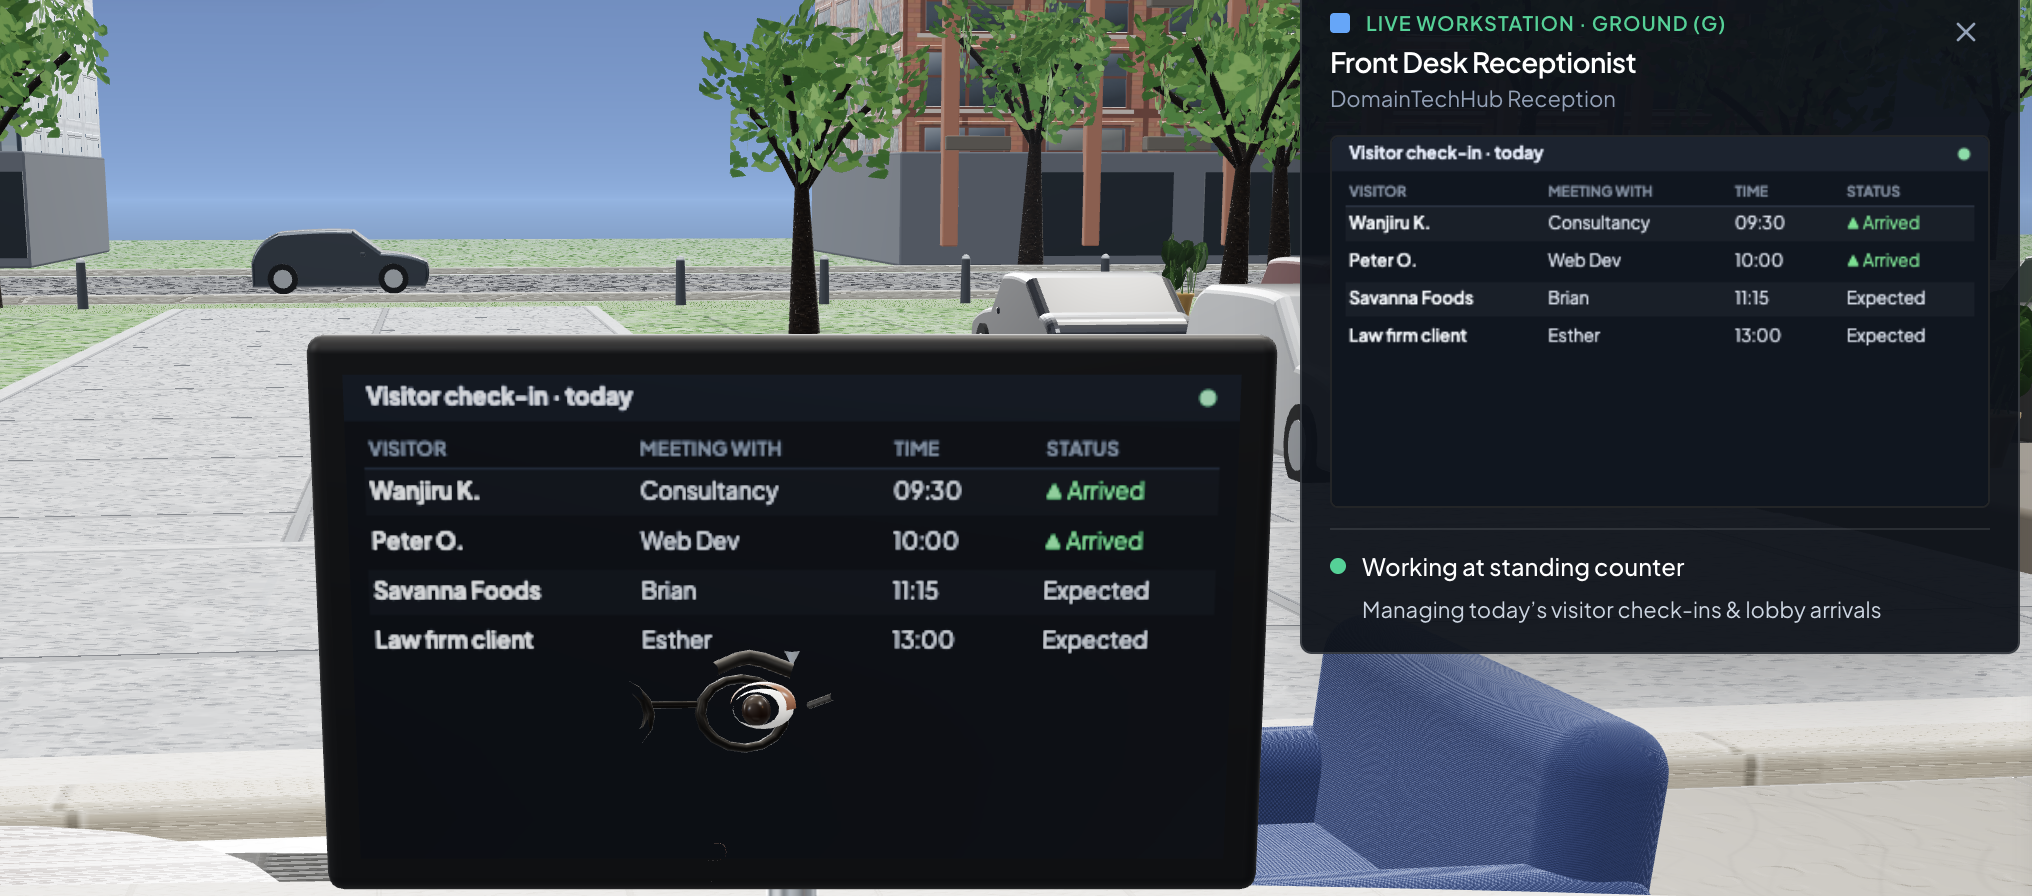 Visitor check-in · today
VISITOR MEETING WITH TIME STATUS
Wanjiru K. Consultancy 09:30 ▲ Arrived
Peter O. Web Dev 10:00 ▲ Arrived
Savanna Foods Brian 11:15 Expected
Law firm client Esther 13:00 Expected
LIVE WORKSTATION · GROUND (G)
Front Desk Receptionist
DomainTechHub Reception
Visitor check-in · today
VISITOR MEETING WITH TIME STATUS
Wanjiru K. Consultancy 09:30 ▲ Arrived
Peter O. Web Dev 10:00 ▲ Arrived
Savanna Foods Brian 11:15 Expected
Law firm client Esther 13:00 Expected
Working at standing counter
Managing today’s visitor check-ins & lobby arrivals